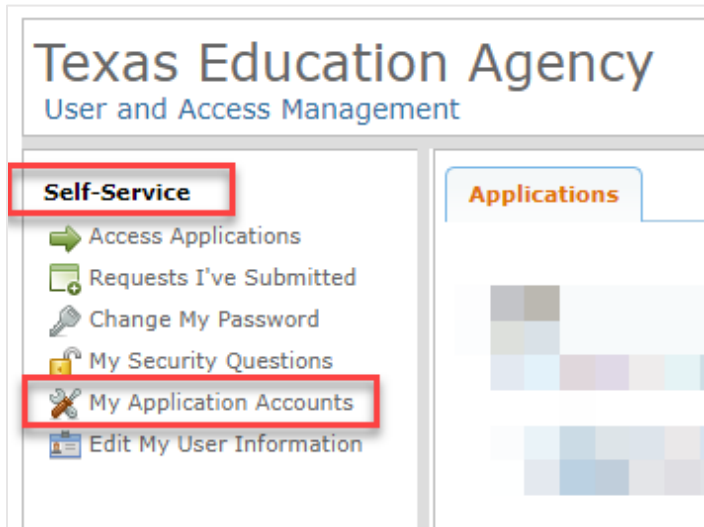 Texas Education Agency
User and Access Management
Self-Service
Access Applications
Requests I've Submitted
Change My Password
My Security Questions
My Application Accounts
Edit My User Information
Applications